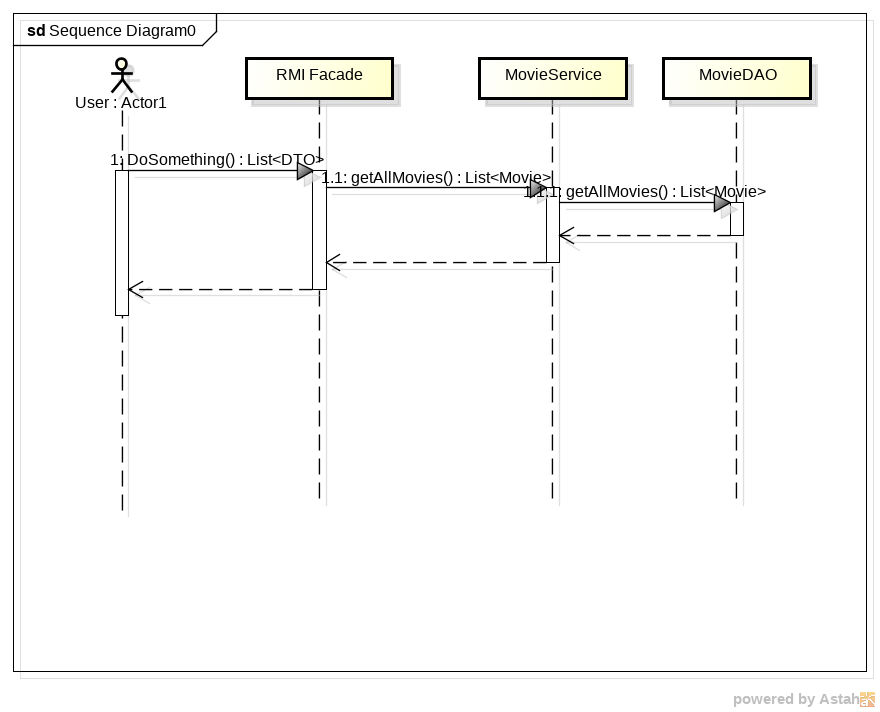 sd Sequence Diagram0
User : Actor1
RMI Facade
MovieService
MovieDAO
1: DoSomething() : List<DTO>
1.1: getAllMovies() : List<Movie>
1.1.1: getAllMovies() : List<Movie>
powered by Astah